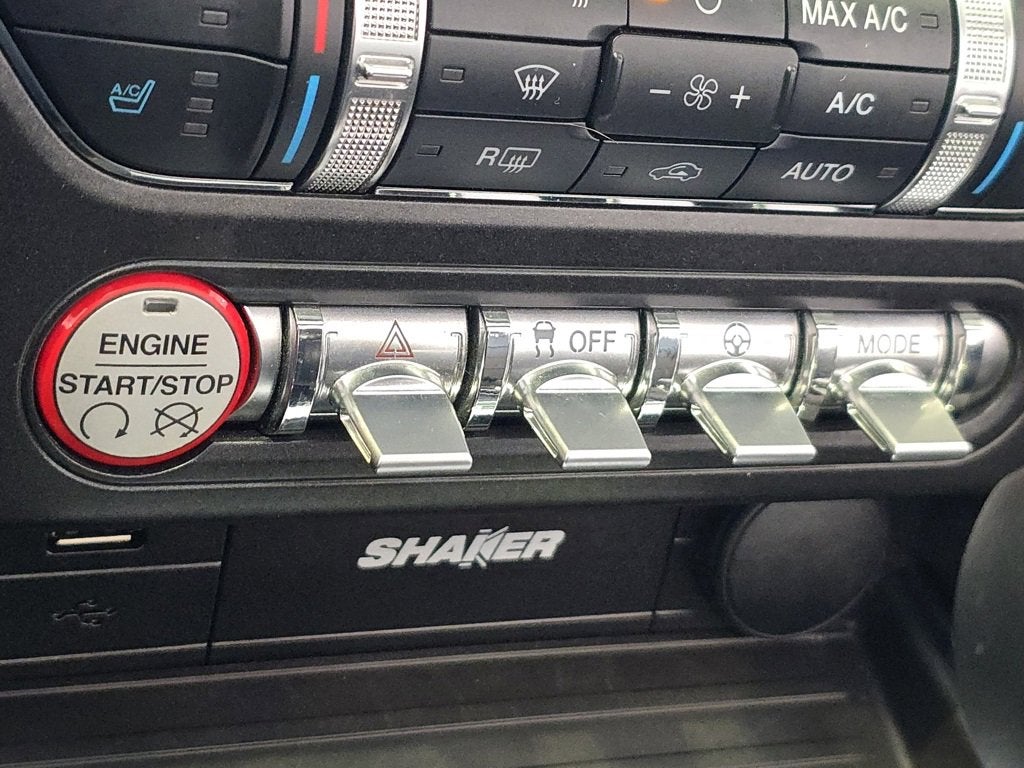 MAX A/C
A/C
A/C
R
AUTO
ENGINE
START/STOP
OFF
MODE
SHAKER